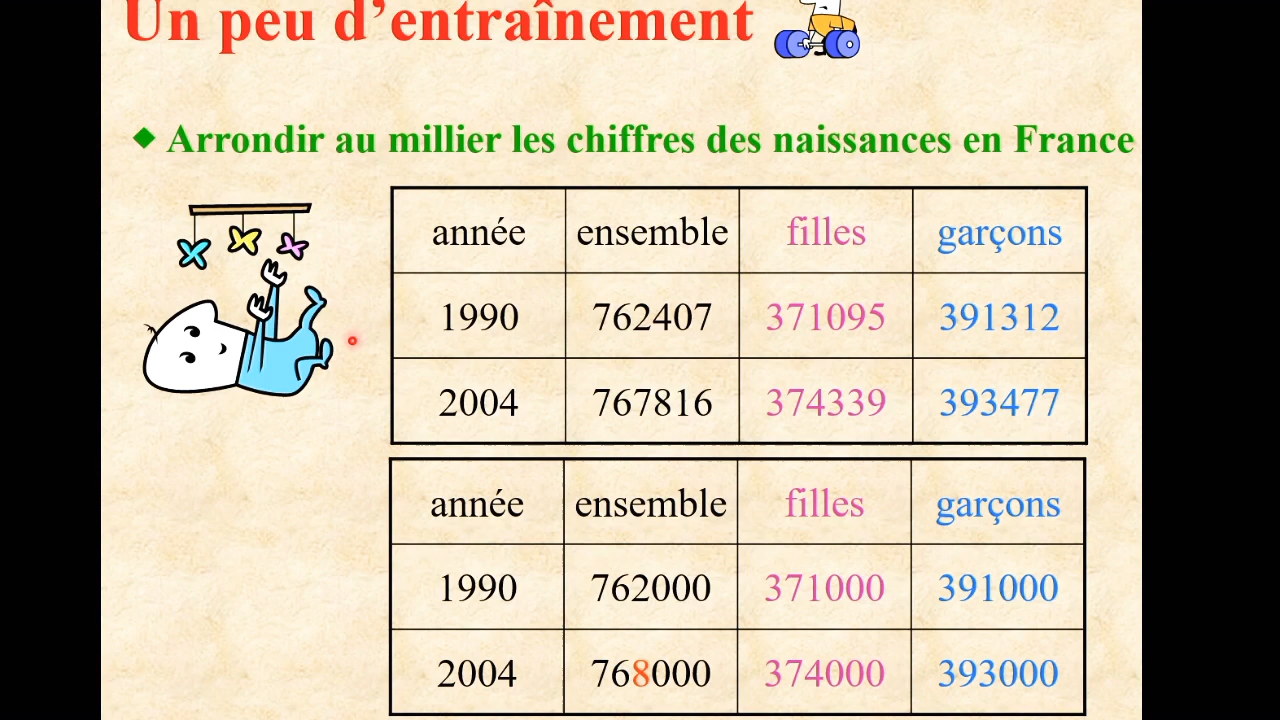 Un peu d'entraînement
◆ Arrondir au millier les chiffres des naissances en France
année ensemble filles garçons
1990 762407 371095 391312
2004 767816 374339 393477
année ensemble filles garçons
1990 762000 371000 391000
2004 768000 374000 393000